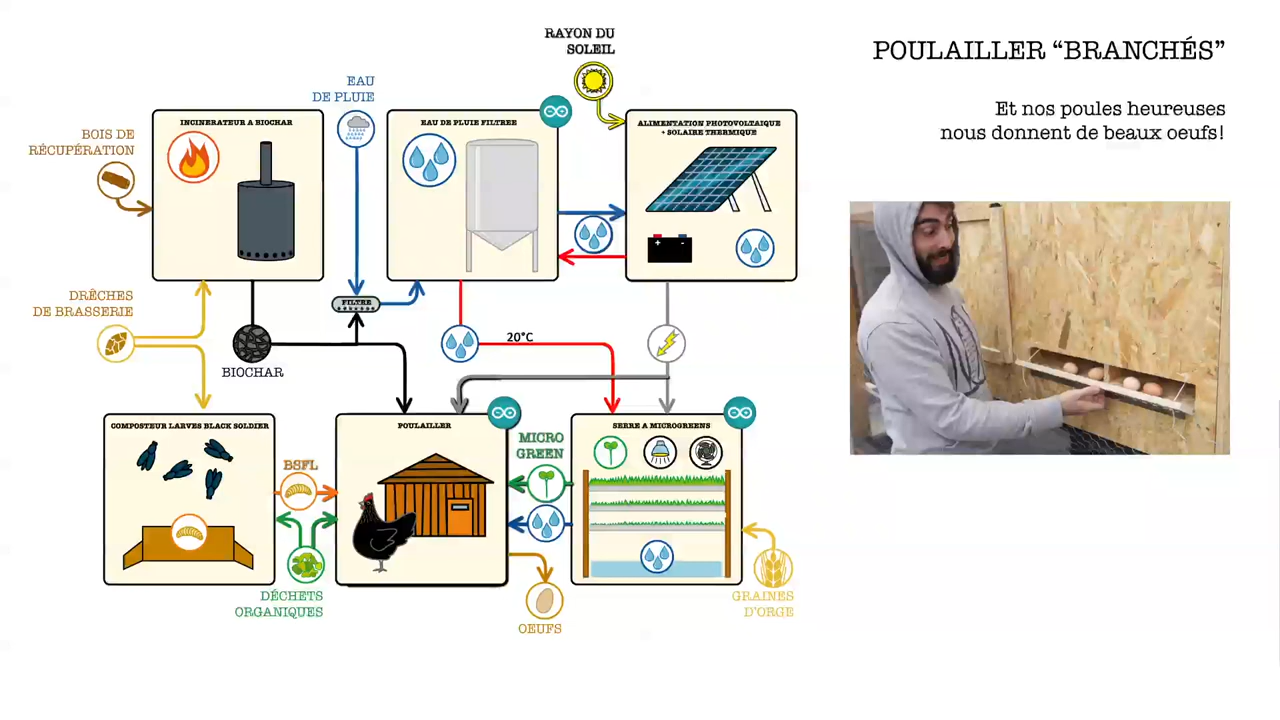 RAYON DU
SOLEIL
POULAILLER “BRANCHÉS”
Et nos poules heureuses
nous donnent de beaux oeufs!
EAU
DE PLUIE
BOIS DE
RÉCUPÉRATION
INCINERATEUR A BIOCHAR
EAU DE PLUIE FILTREE
ALIMENTATION PHOTOVOLTAIQUE
+ SOLAIRE THERMIQUE
+ -
DRÊCHES
DE BRASSERIE
FILTRE
20°C
BIOCHAR
COMPOSTEUR LARVES BLACK SOLDIER
POULAILLER
SERRE A MICROGREENS
MICRO
GREEN
BSFL
DÉCHETS
ORGANIQUES
OEUFS
GRAINES
D'ORGE